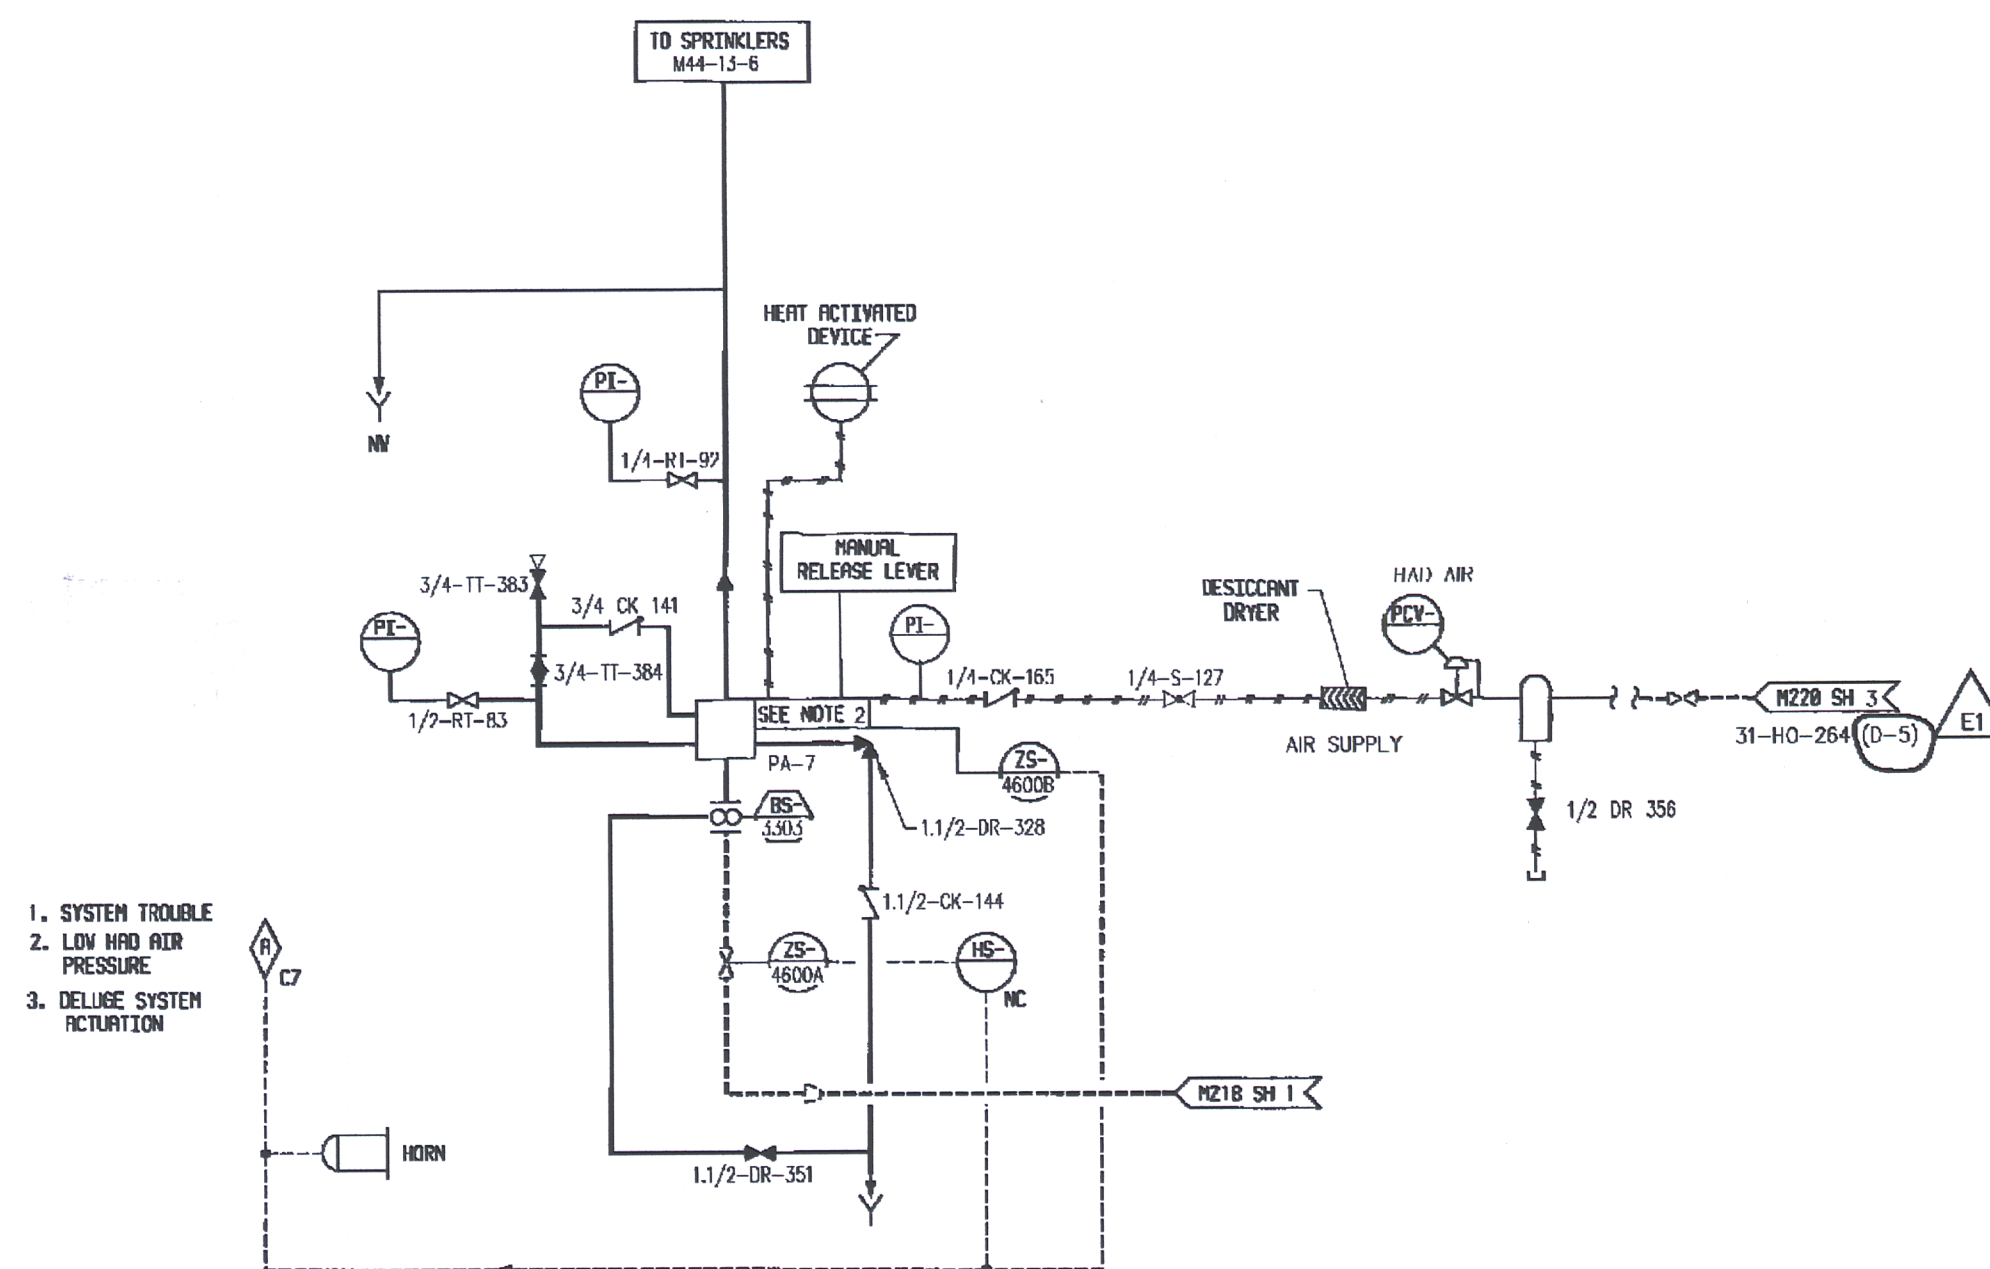 TO SPRINKLERS
M44-13-6
HEAT ACTIVATED
DEVICE
PI-
NV
1/4-RT-92
MANUAL
RELEASE LEVER
3/4-TT-383
3/4 CK 141
PI-
3/4-TT-384
1/2-RT-83
PI-
1/4-CK-165
1/4-S-127
DESICCANT
DRYER
HAD AIR
PCV-
SEE NOTE 2
AIR SUPPLY
M220 SH 3
31-HO-264 (D-5)
E1
PA-7
ZS-
4600B
BS-
3303
1.1/2-DR-328
1/2 DR 356
1.1/2-CK-144
1. SYSTEM TROUBLE
2. LOW HAD AIR
PRESSURE
3. DELUGE SYSTEM
ACTUATION
A
C7
ZS-
4600A
HS-
NC
M218 SH 1
HORN
1.1/2-DR-351